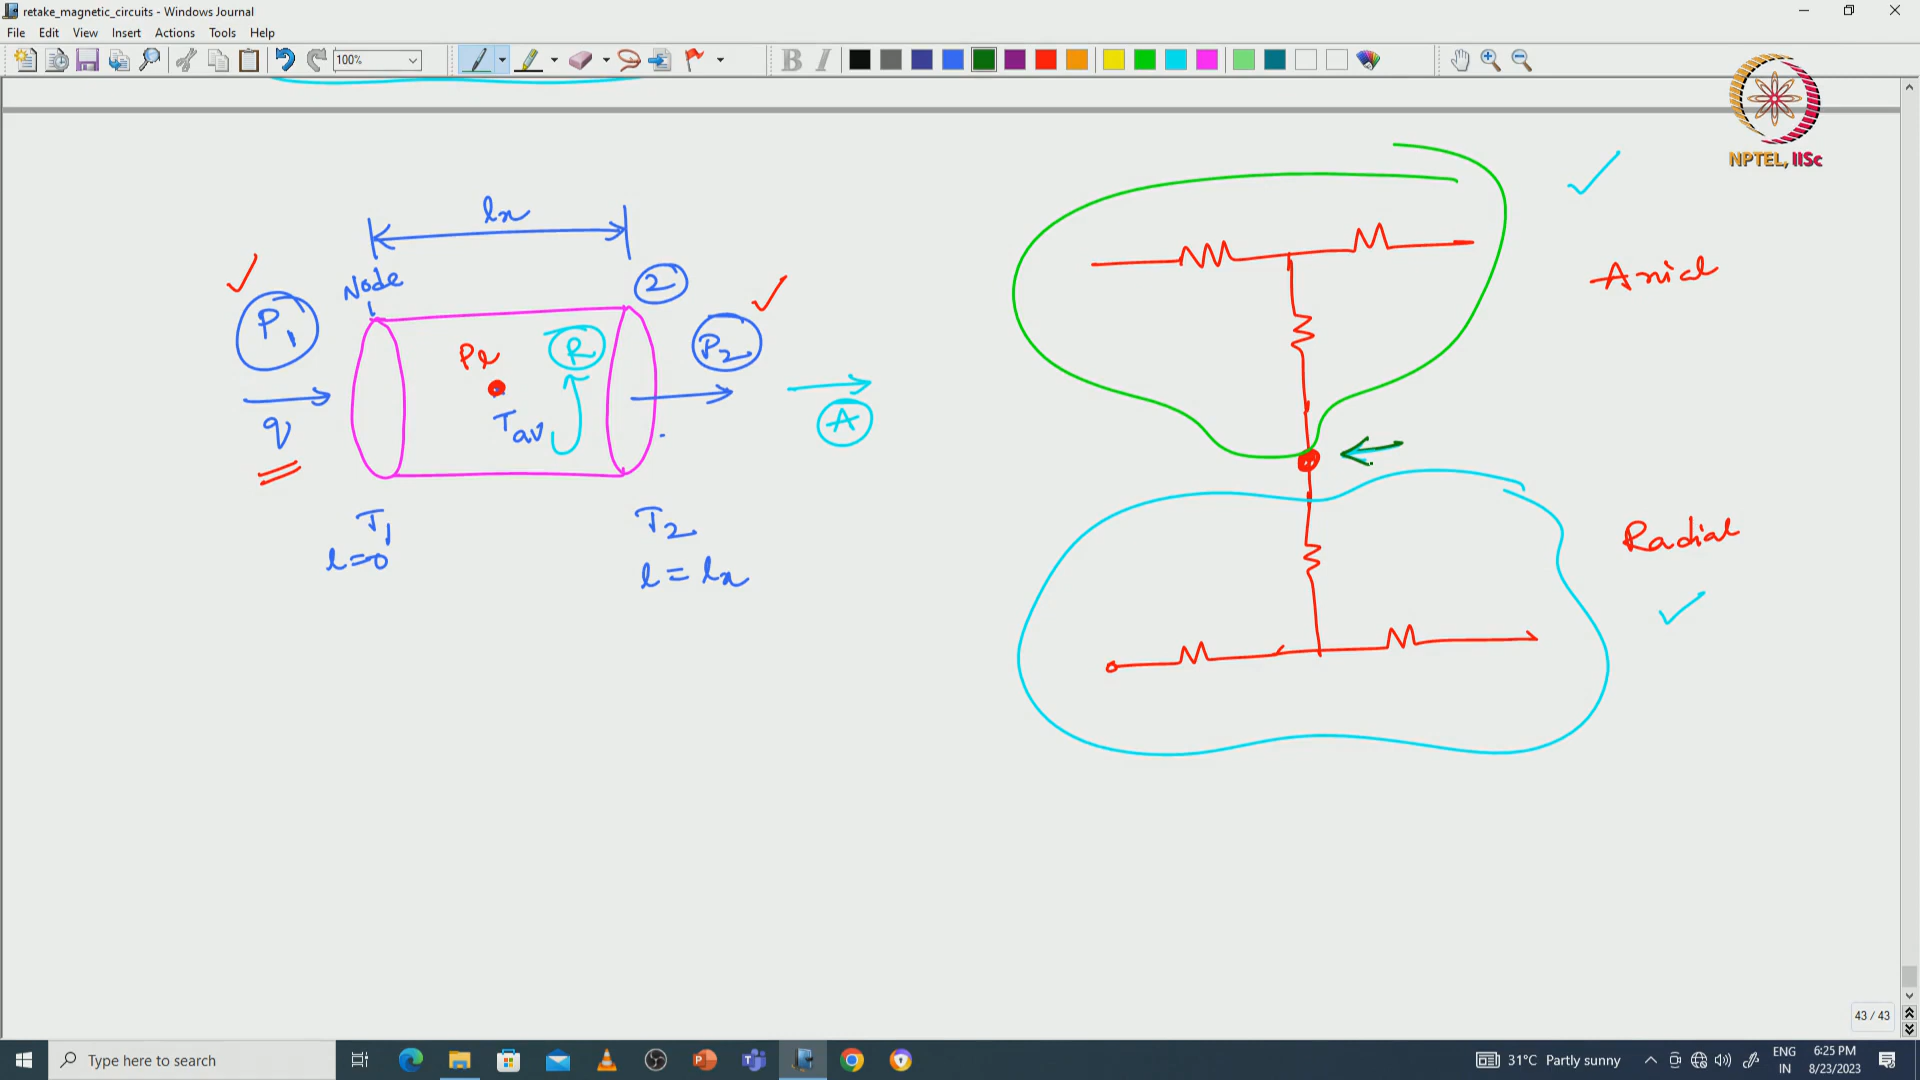 retake_magnetic_circuits - Windows Journal
File Edit View Insert Actions Tools Help
100%
B I
NPTEL, IISc
lx
Node
2
P1
Pl
R
P2
q
Tav
A
T1
l=0
T2
l = lx
Axial
Radial
43 / 43
Type here to search
31°C Partly sunny
ENG
IN
6:25 PM
8/23/2023